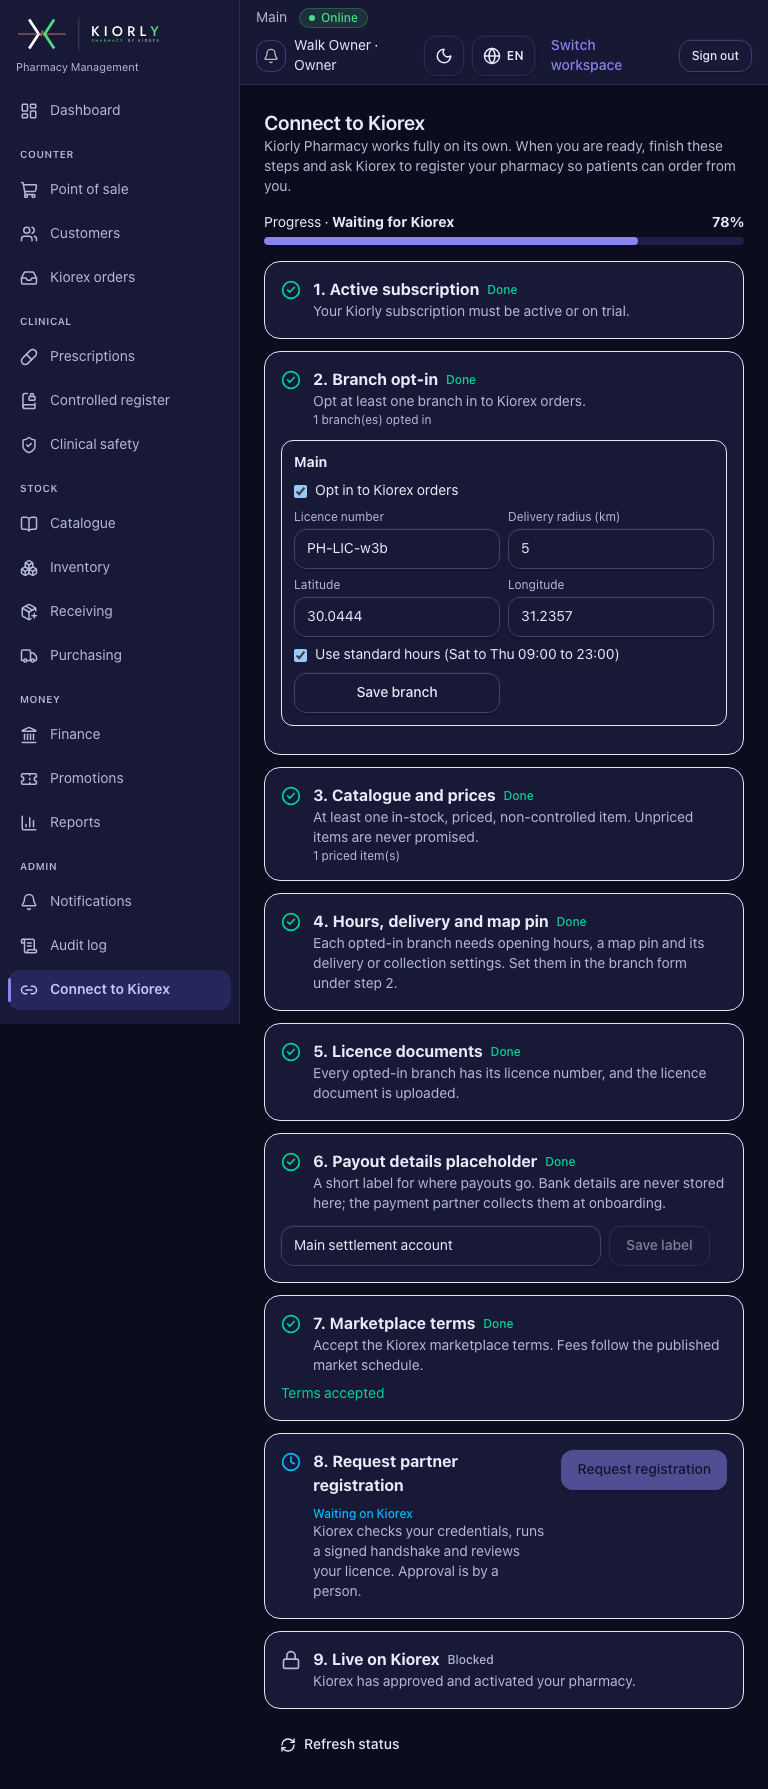 KIORLY
PHARMACY BY KIOREX
Pharmacy Management
Dashboard
COUNTER
Point of sale
Customers
Kiorex orders
CLINICAL
Prescriptions
Controlled register
Clinical safety
STOCK
Catalogue
Inventory
Receiving
Purchasing
MONEY
Finance
Promotions
Reports
ADMIN
Notifications
Audit log
Connect to Kiorex
Main
Online
Walk Owner ·
Owner
EN
Switch
workspace
Sign out
Connect to Kiorex
Kiorly Pharmacy works fully on its own. When you are ready, finish these
steps and ask Kiorex to register your pharmacy so patients can order from
you.
Progress · Waiting for Kiorex 78%
1. Active subscription Done
Your Kiorly subscription must be active or on trial.
2. Branch opt-in Done
Opt at least one branch in to Kiorex orders.
1 branch(es) opted in
Main
Opt in to Kiorex orders
Licence number Delivery radius (km)
PH-LIC-w3b 5
Latitude Longitude
30.0444 31.2357
Use standard hours (Sat to Thu 09:00 to 23:00)
Save branch
3. Catalogue and prices Done
At least one in-stock, priced, non-controlled item. Unpriced
items are never promised.
1 priced item(s)
4. Hours, delivery and map pin Done
Each opted-in branch needs opening hours, a map pin and its
delivery or collection settings. Set them in the branch form
under step 2.
5. Licence documents Done
Every opted-in branch has its licence number, and the licence
document is uploaded.
6. Payout details placeholder Done
A short label for where payouts go. Bank details are never stored
here; the payment partner collects them at onboarding.
Main settlement account Save label
7. Marketplace terms Done
Accept the Kiorex marketplace terms. Fees follow the published
market schedule.
Terms accepted
8. Request partner
registration
Request registration
Waiting on Kiorex
Kiorex checks your credentials, runs
a signed handshake and reviews
your licence. Approval is by a
person.
9. Live on Kiorex Blocked
Kiorex has approved and activated your pharmacy.
Refresh status